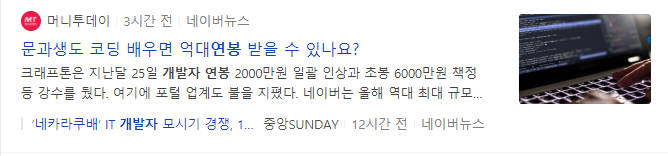 MT 머니투데이 3시간 전 네이버뉴스
문과생도 코딩 배우면 억대연봉 받을 수 있나요?
크래프톤은 지난달 25일 개발자 연봉 2000만원 일괄 인상과 초봉 6000만원 책정
등 강수를 뒀다. 여기에 포털 업계도 불을 지폈다. 네이버는 올해 역대 최대 규모...
'네카라쿠배' IT 개발자 모시기 경쟁, 1... 중앙SUNDAY 12시간 전 네이버뉴스